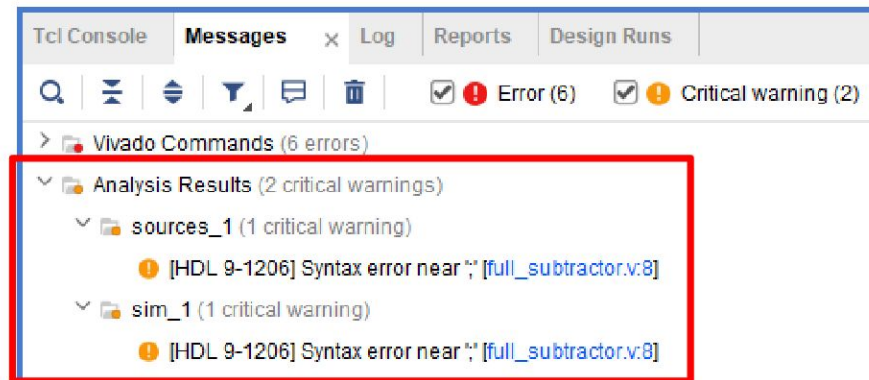 Tcl Console Messages Log Reports Design Runs
Error (6) Critical warning (2)
Vivado Commands (6 errors)
Analysis Results (2 critical warnings)
sources_1 (1 critical warning)
[HDL 9-1206] Syntax error near ";" [full_subtractor.v:8]
sim_1 (1 critical warning)
[HDL 9-1206] Syntax error near ";" [full_subtractor.v:8]